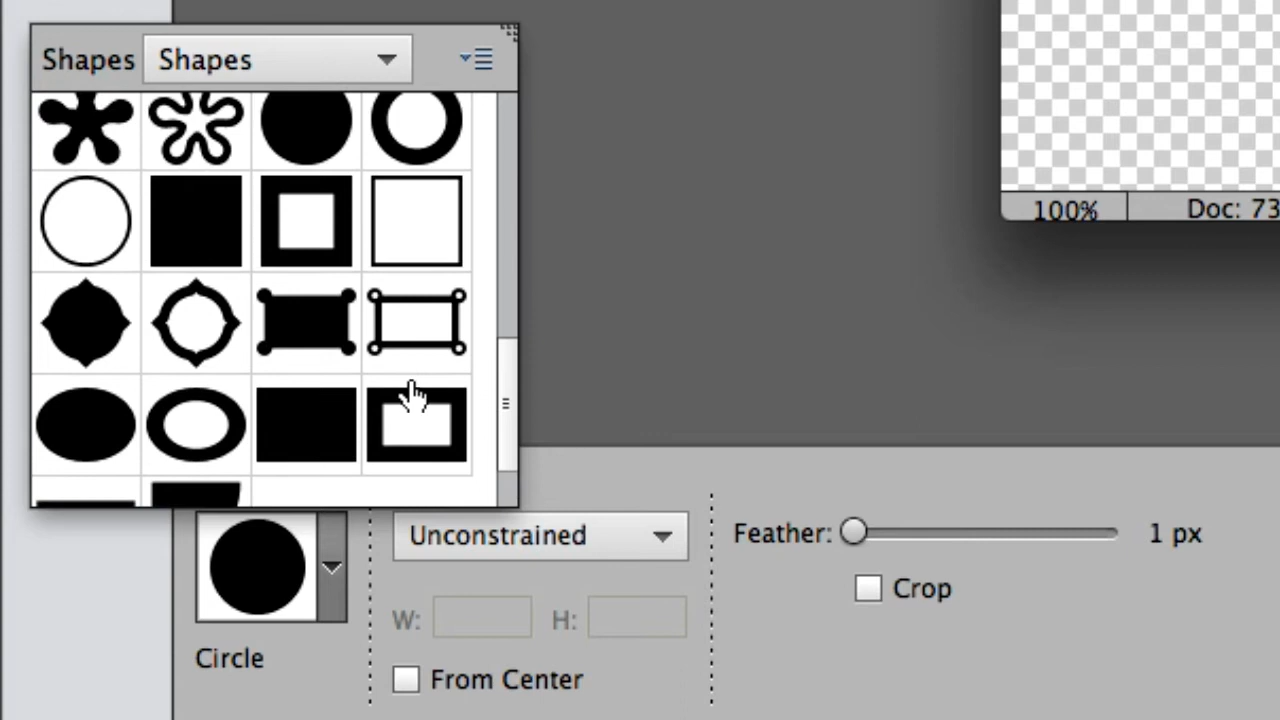 Shapes Shapes
100% Doc: 73
Unconstrained
Feather: 1 px
Crop
W: H:
Circle
From Center